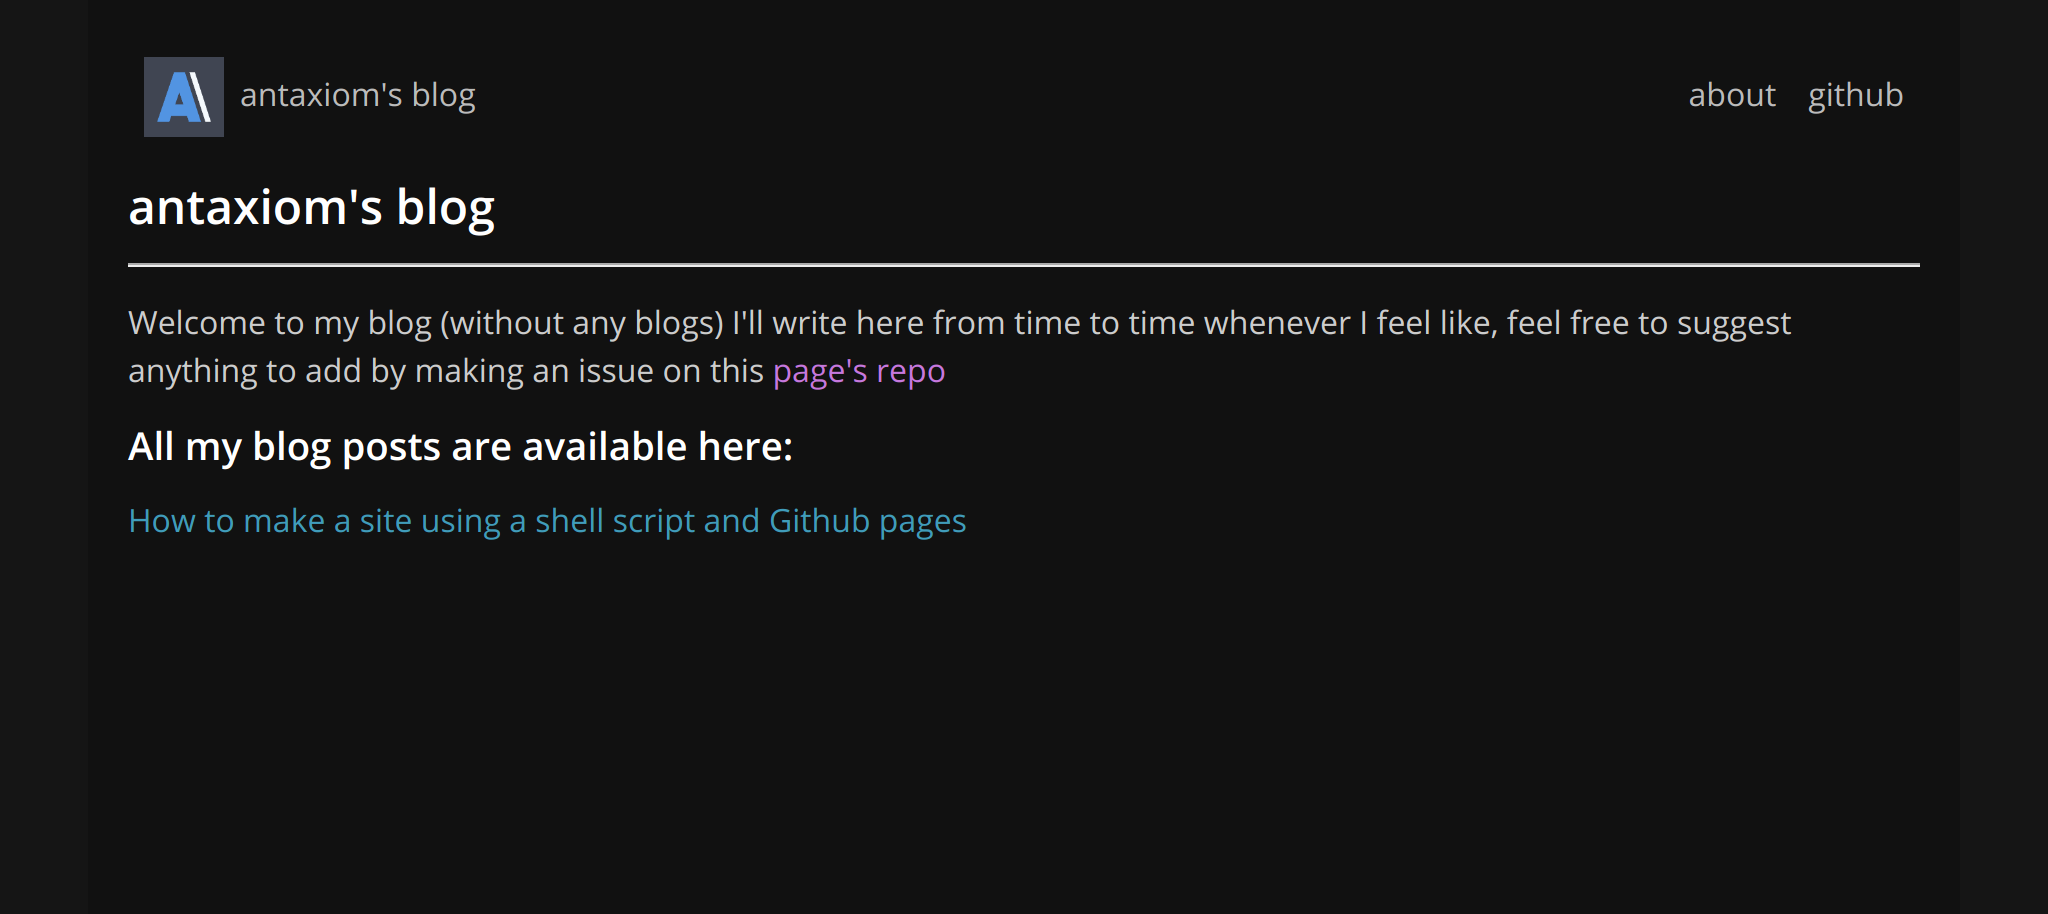 A\ antaxiom's blog about github
antaxiom's blog
Welcome to my blog (without any blogs) I'll write here from time to time whenever I feel like, feel free to suggest
anything to add by making an issue on this page's repo
All my blog posts are available here:
How to make a site using a shell script and Github pages